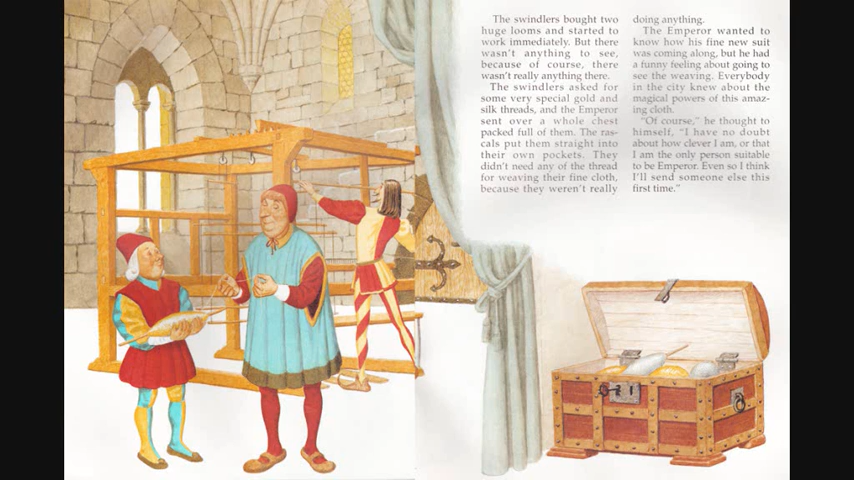 The swindlers bought two
huge looms and started to
work immediately. But there
wasn't anything to see,
because of course, there
wasn't really anything there.
The swindlers asked for
some very special gold and
silk threads, and the Emperor
sent over a whole chest
packed full of them. The ras-
cals put them straight into
their own pockets. They
didn't need any of the thread
for weaving their fine cloth,
because they weren't really
doing anything.
The Emperor wanted to
know how his fine new suit
was coming along, but he had
a funny feeling about going to
see the weaving. Everybody
in the city knew about the
magical powers of this amaz-
ing cloth.
"Of course," he thought to
himself, "I have no doubt
about how clever I am, or that
I am the only person suitable
to be Emperor. Even so I think
I'll send someone else this
first time."